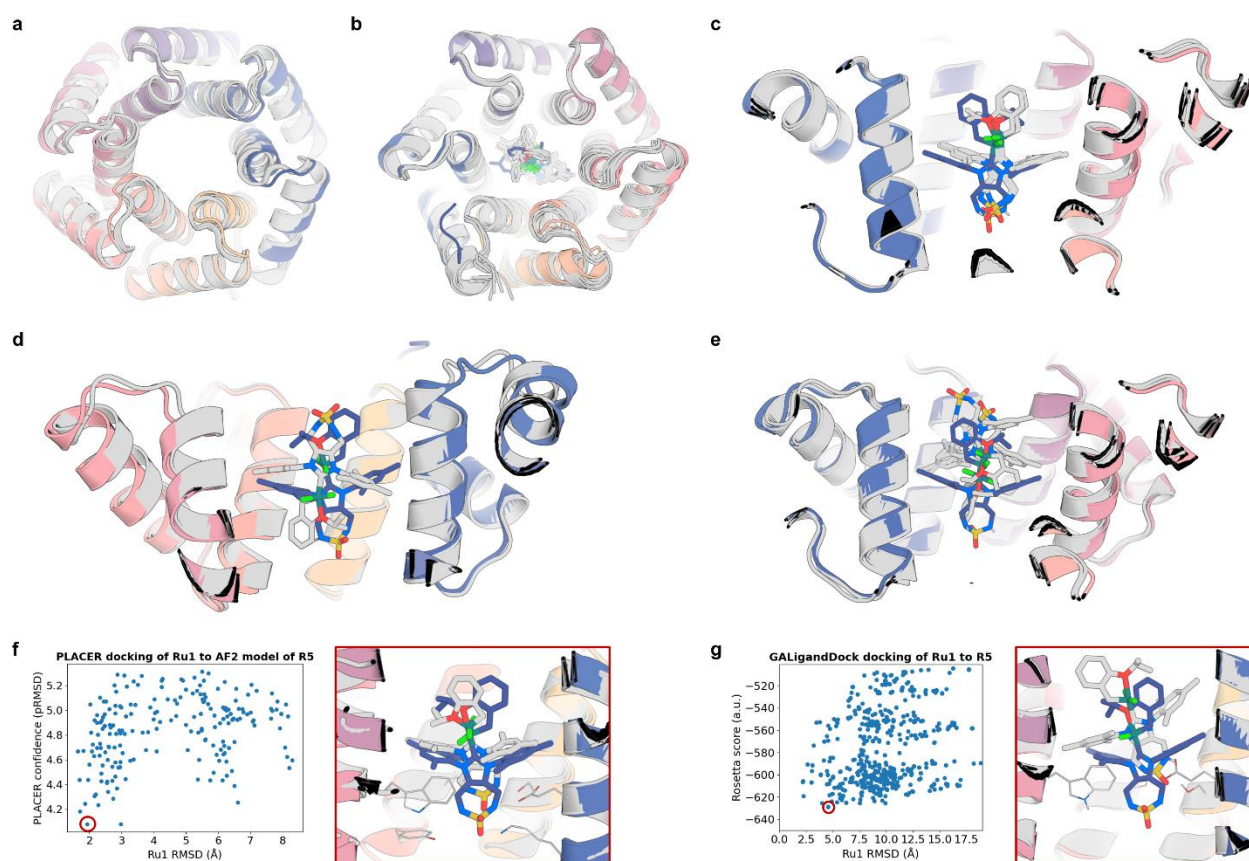 a
b
c
d
e
f
PLACER docking of Ru1 to AF2 model of R5
PLACER confidence (pRMSD)
5.2
5.0
4.8
4.6
4.4
4.2
2
3
4
5
6
7
8
Ru1 RMSD (Å)
g
GALigandDock docking of Ru1 to R5
Rosetta score (a.u.)
−520
−540
−560
−580
−600
−620
−640
0.0
2.5
5.0
7.5
10.0
12.5
15.0
17.5
Ru1 RMSD (Å)